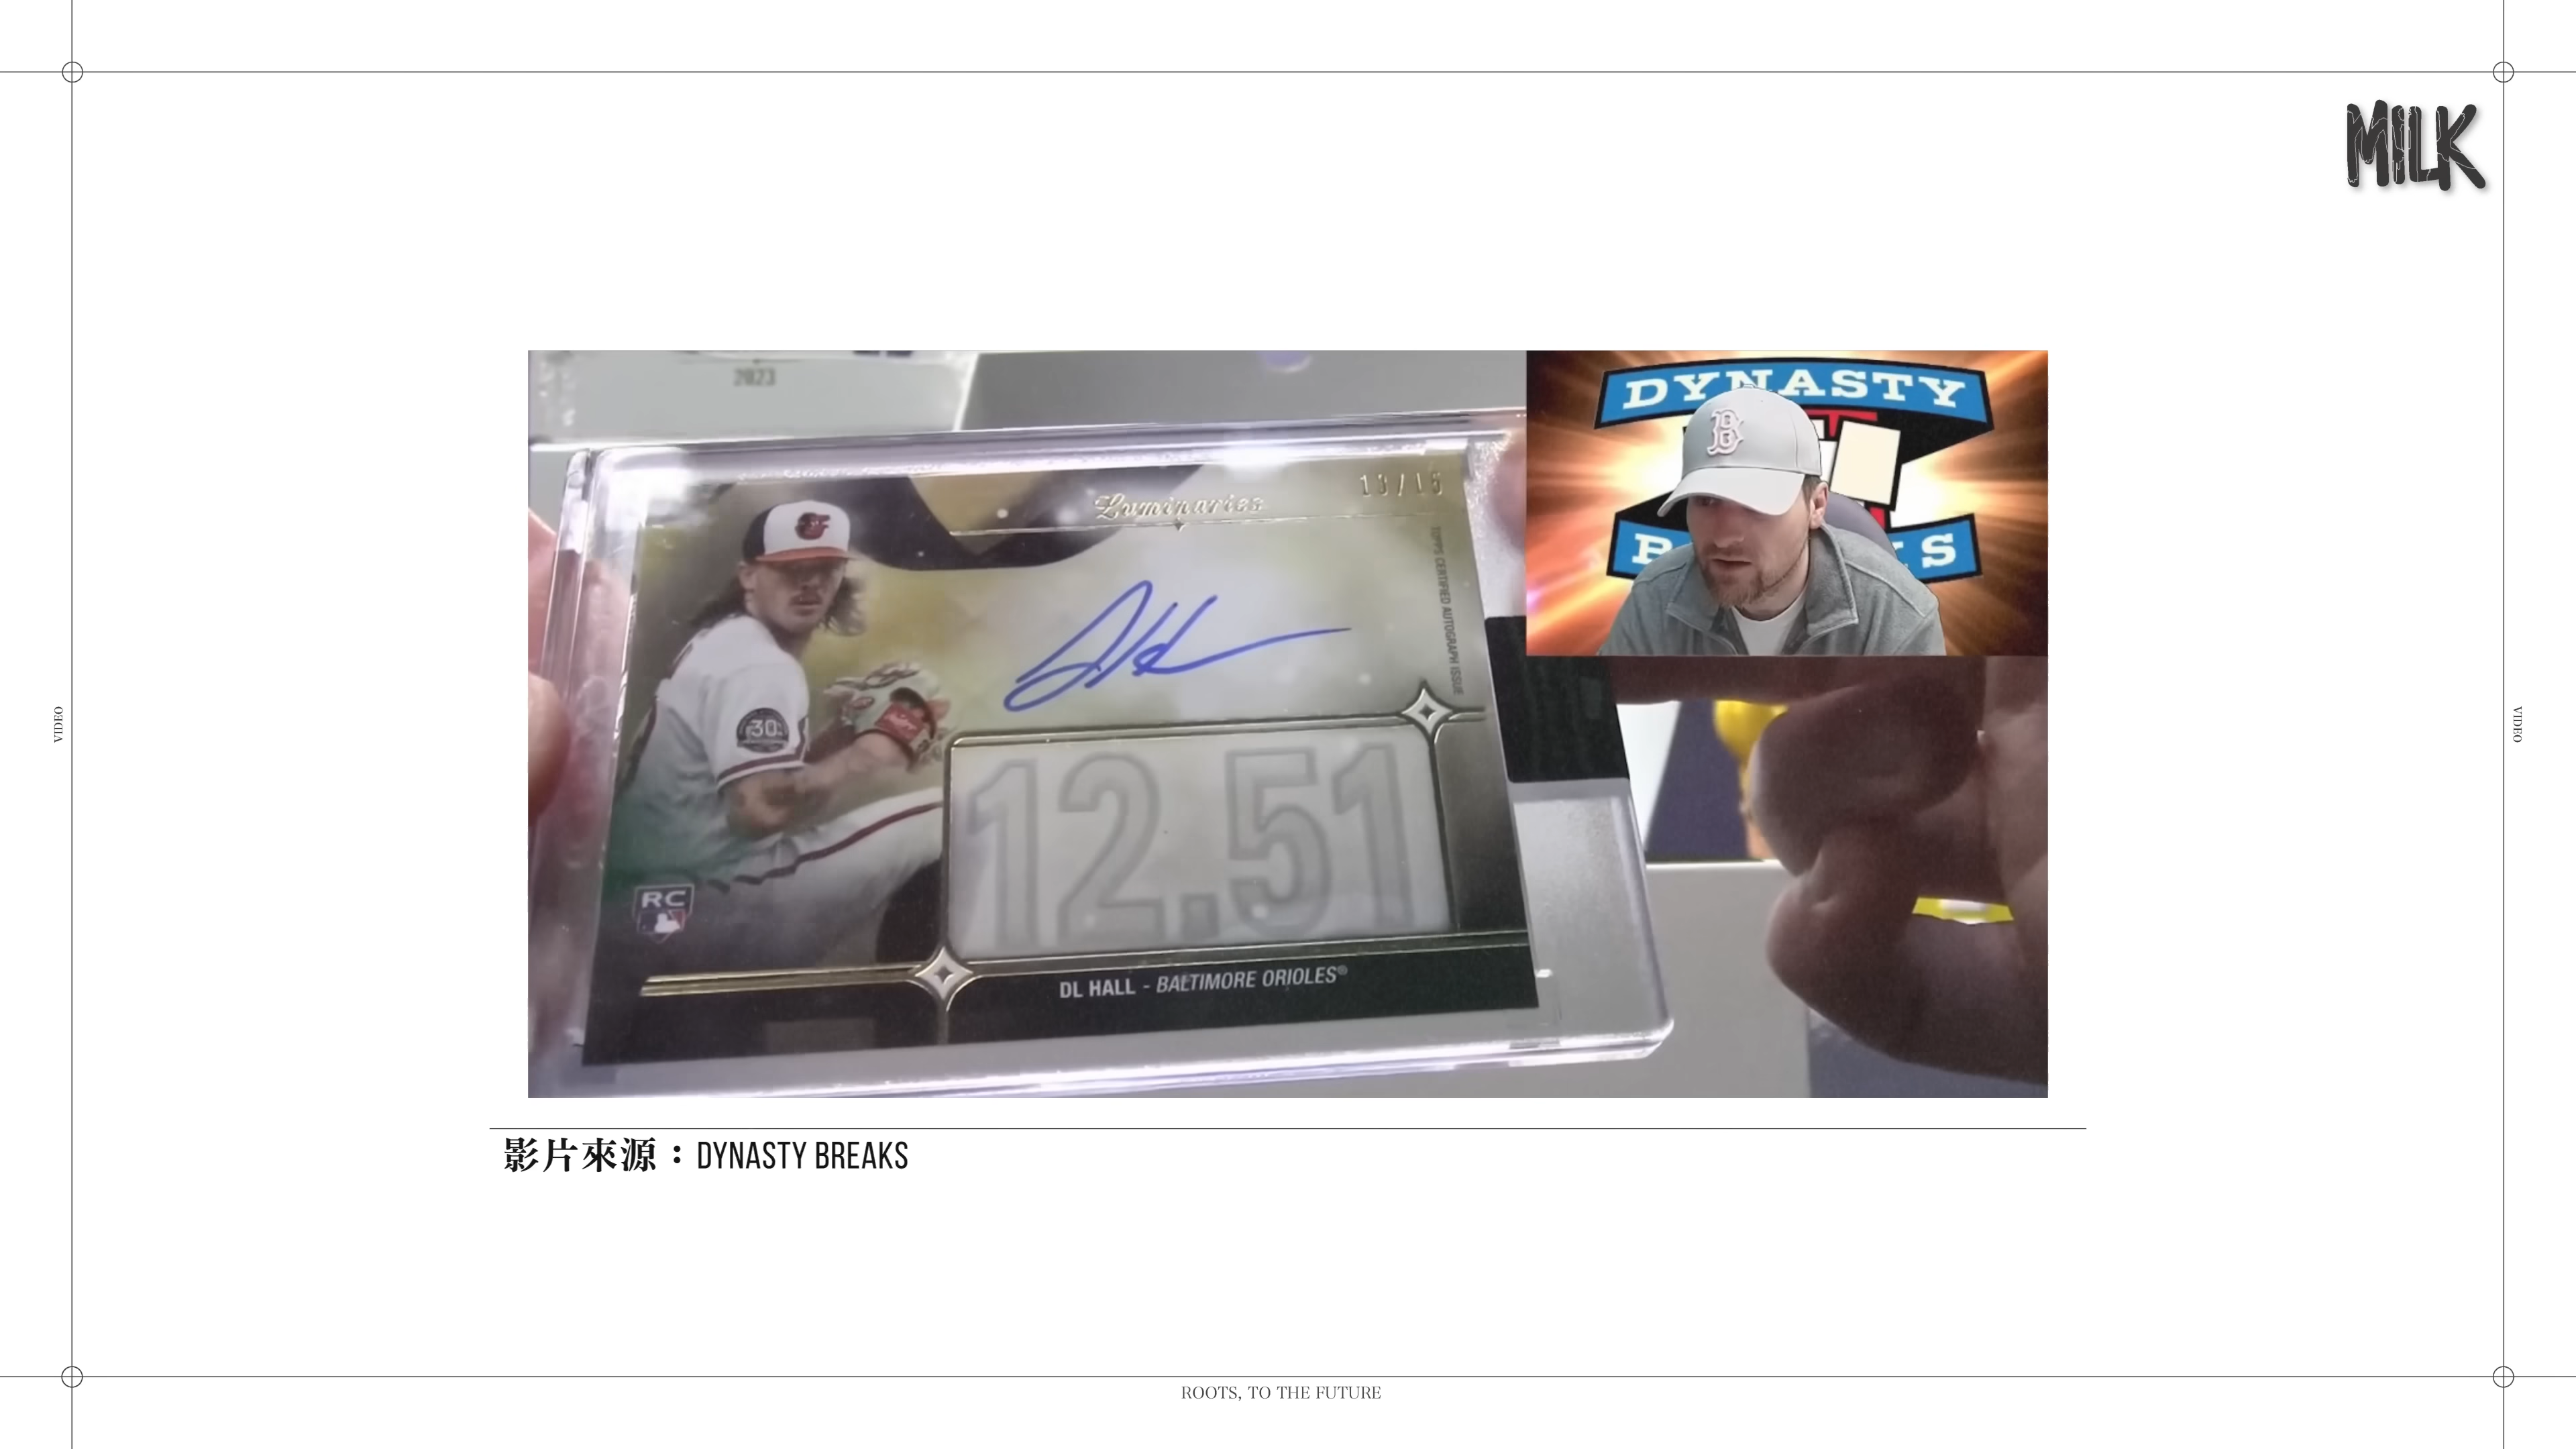 MILK
2023
DYNASTY
B
S
Luminaries
13/15
TOPPS CERTIFIED AUTOGRAPH ISSUE
30
12.51
RC
DL HALL - BALTIMORE ORIOLES®
VIDEO
VIDEO
影片來源：DYNASTY BREAKS
ROOTS, TO THE FUTURE